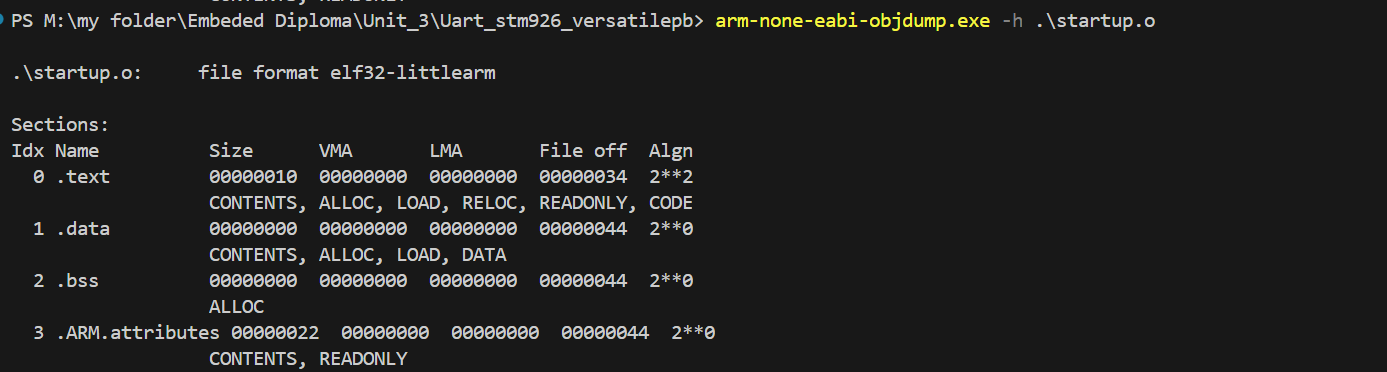 PS M:\my folder\Embeded Diploma\Unit_3\Uart_stm926_versatilepb> arm-none-eabi-objdump.exe -h .\startup.o
.\startup.o:     file format elf32-littlearm
Sections:
Idx Name          Size      VMA       LMA       File off  Algn
  0 .text         00000010  00000000  00000000  00000034  2**2
                  CONTENTS, ALLOC, LOAD, RELOC, READONLY, CODE
  1 .data         00000000  00000000  00000000  00000044  2**0
                  CONTENTS, ALLOC, LOAD, DATA
  2 .bss          00000000  00000000  00000000  00000044  2**0
                  ALLOC
  3 .ARM.attributes 00000022  00000000  00000000  00000044  2**0
                  CONTENTS, READONLY